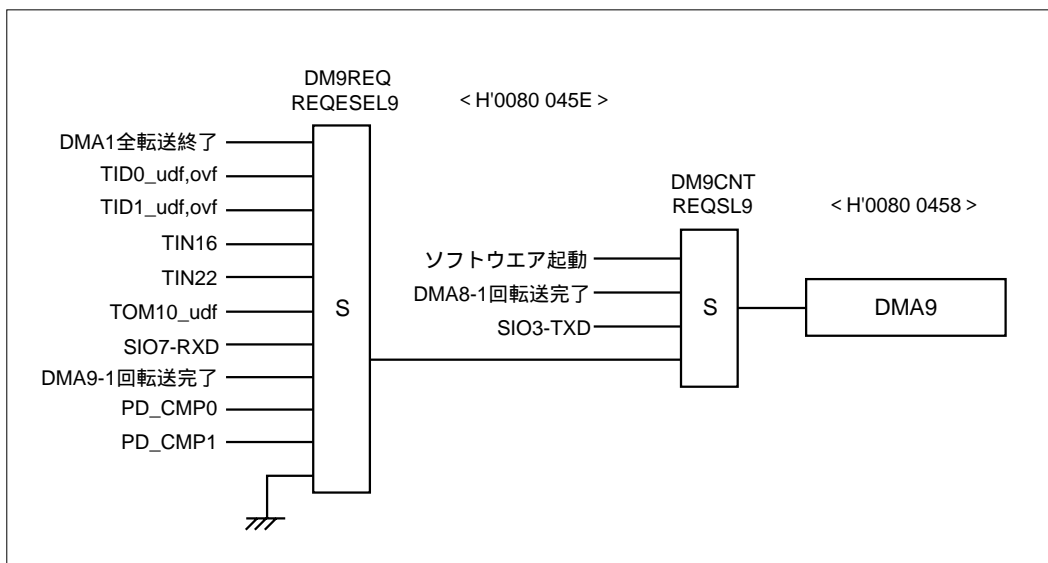 DM9REQ
REQESEL9
< H'0080 045E >
DMA1全転送終了
TID0_udf,ovf
TID1_udf,ovf
TIN16
TIN22
TOM10_udf
SIO7-RXD
DMA9-1回転送完了
PD_CMP0
PD_CMP1
S
DM9CNT
REQSL9
< H'0080 0458 >
ソフトウエア起動
DMA8-1回転送完了
SIO3-TXD
S
DMA9